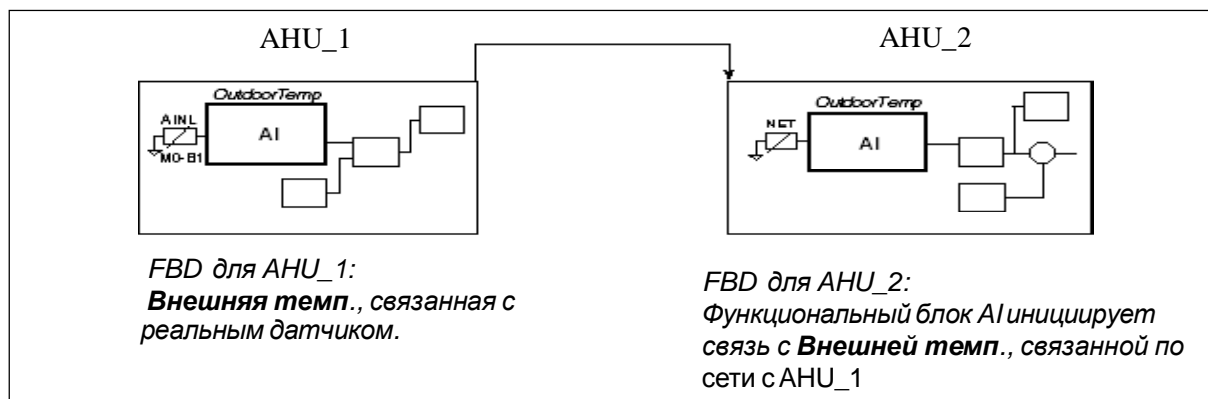 AHU_1
AHU_2
OutdoorTemp
AINL
AI
M0-B1
OutdoorTemp
NET
AI
FBD для AHU_1:
Внешняя темп., связанная с
реальным датчиком.
FBD для AHU_2:
Функциональный блок AI инициирует
связь с Внешней темп., связанной по
сети с AHU_1